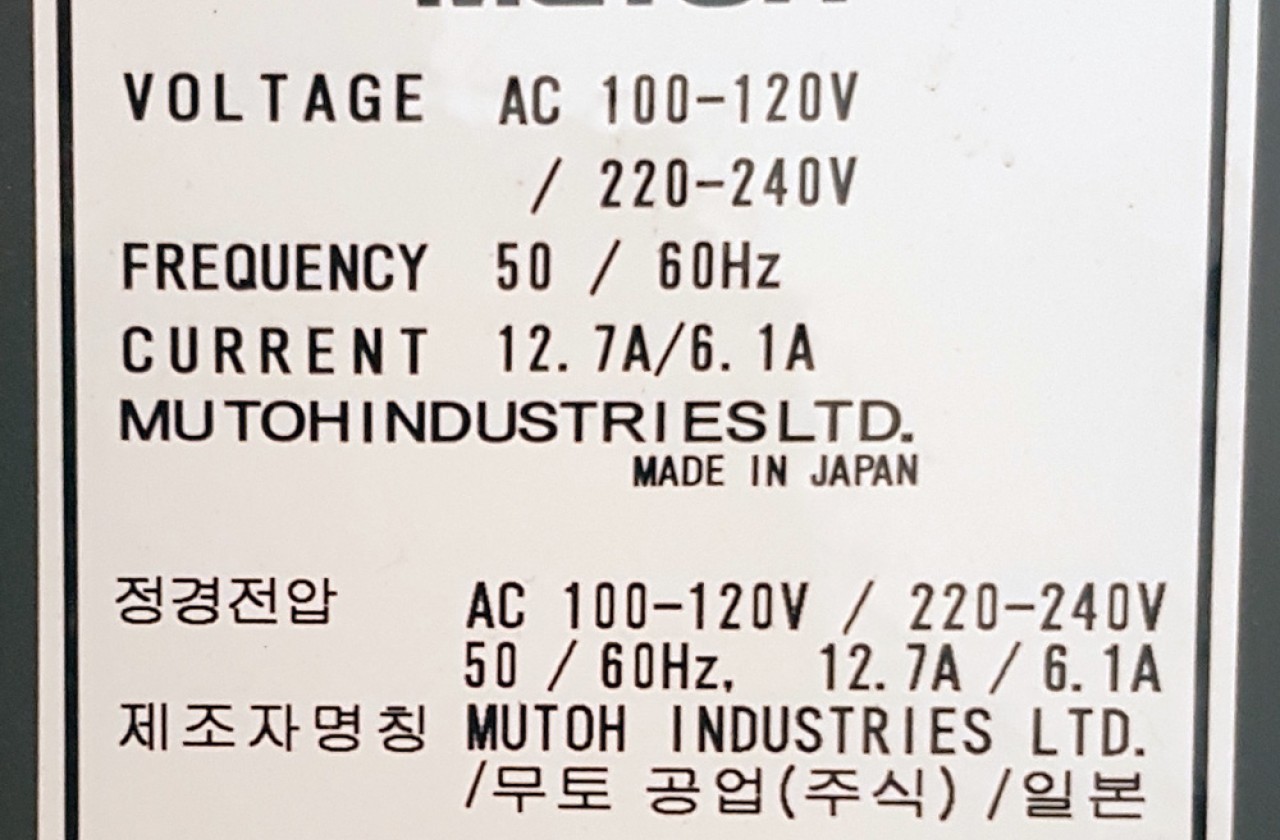 MUTOH
VOLTAGE AC 100-120V
/ 220-240V
FREQUENCY 50 / 60Hz
CURRENT 12.7A/6.1A
MUTOH INDUSTRIES LTD.
MADE IN JAPAN
정경전압 AC 100-120V / 220-240V
50 / 60Hz, 12.7A / 6.1A
제조자명칭 MUTOH INDUSTRIES LTD.
/무토 공업(주식) /일본